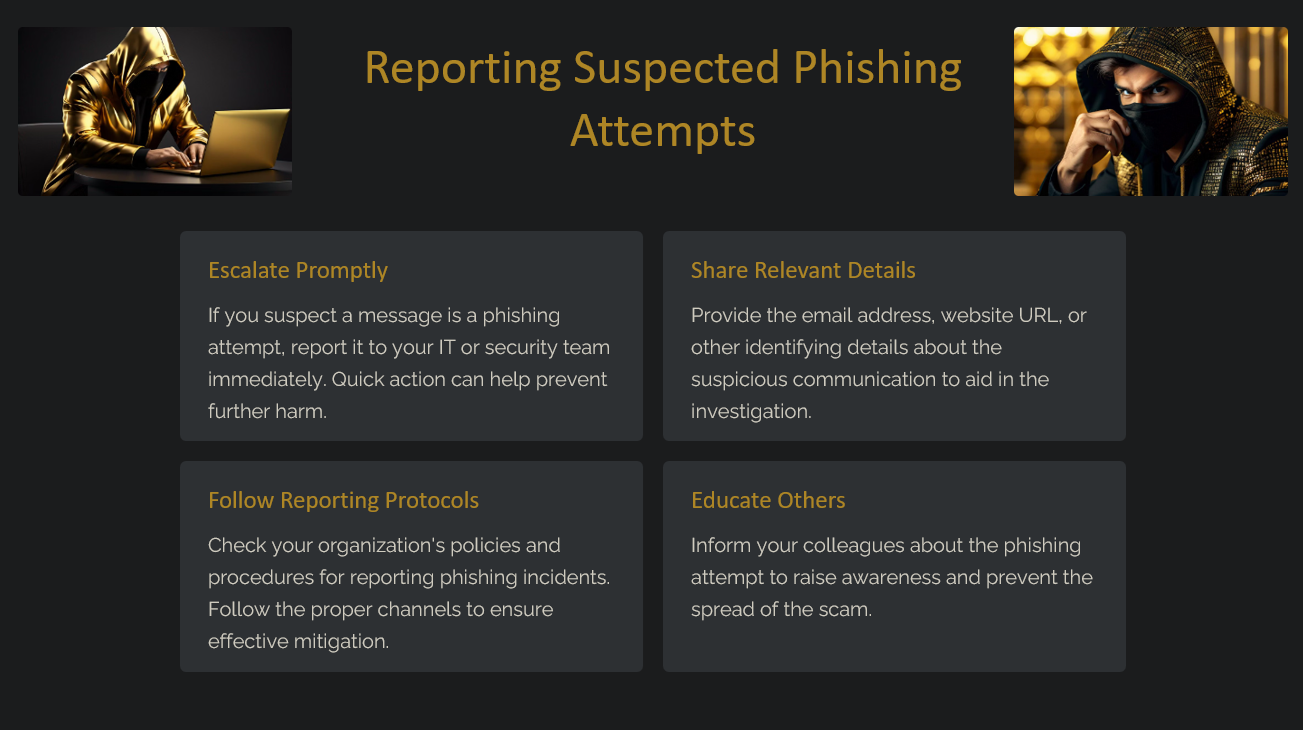 Reporting Suspected Phishing
Attempts
Escalate Promptly
If you suspect a message is a phishing
attempt, report it to your IT or security team
immediately. Quick action can help prevent
further harm.
Share Relevant Details
Provide the email address, website URL, or
other identifying details about the
suspicious communication to aid in the
investigation.
Follow Reporting Protocols
Check your organization's policies and
procedures for reporting phishing incidents.
Follow the proper channels to ensure
effective mitigation.
Educate Others
Inform your colleagues about the phishing
attempt to raise awareness and prevent the
spread of the scam.